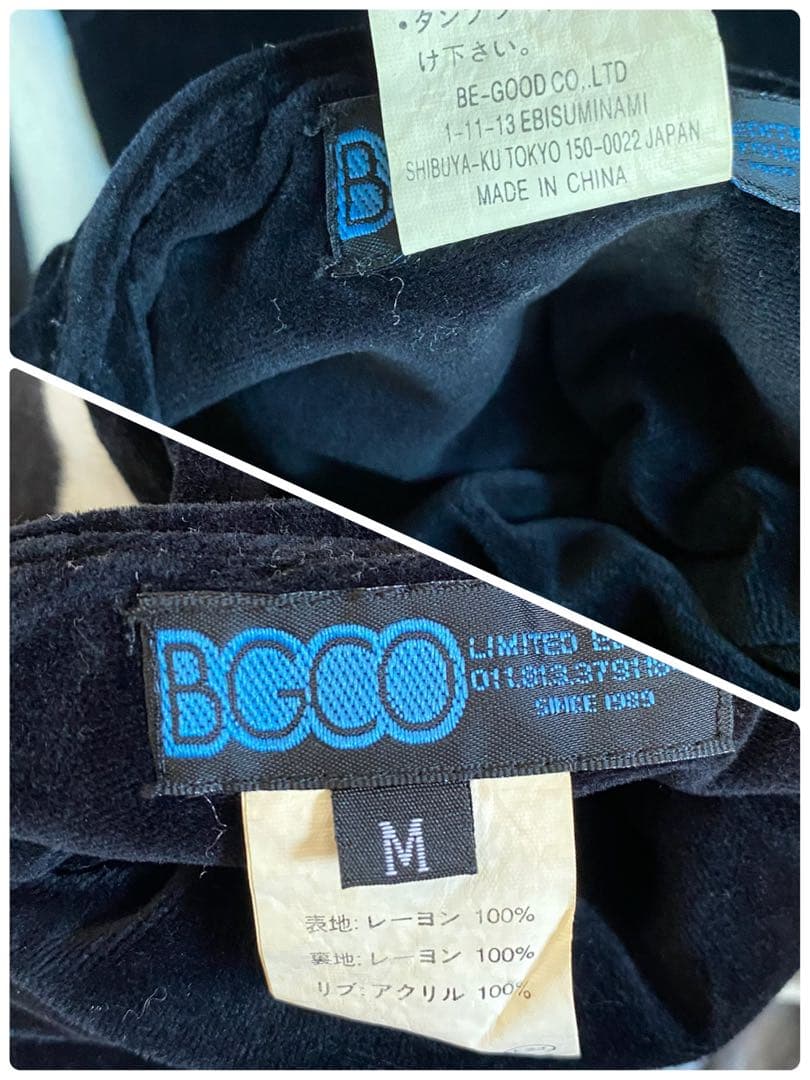 け下さい。
BE-GOOD CO,.LTD
1-11-13 EBISUMINAMI
SHIBUYA-KU TOKYO 150-0022 JAPAN
MADE IN CHINA
B
BGCO
LIMITED
SINCE 1989
M
表地: レーヨン 100%
裏地: レーヨン 100%
リブ: アクリル 100%